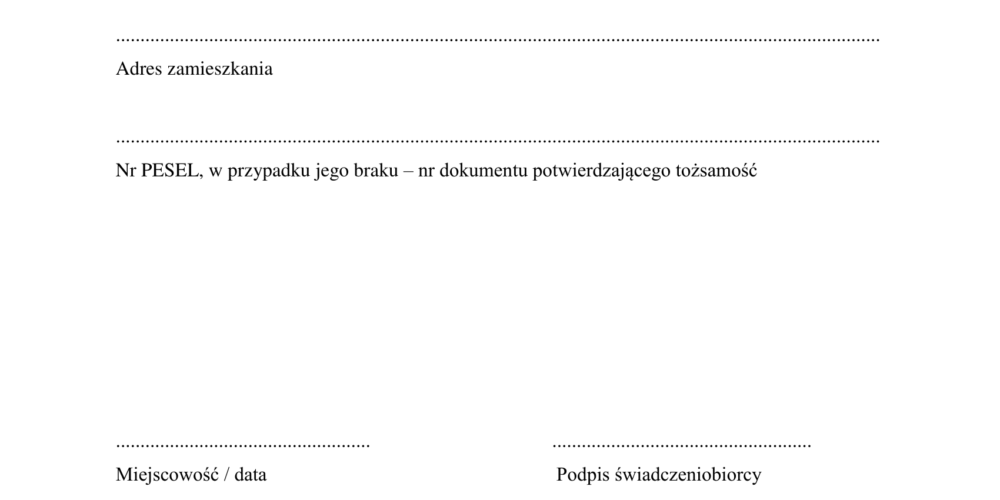 ................................................................................................................................................................
Adres zamieszkania
................................................................................................................................................................
Nr PESEL, w przypadku jego braku – nr dokumentu potwierdzającego tożsamość
.................................................... .....................................................
Miejscowość / data Podpis świadczeniobiorcy